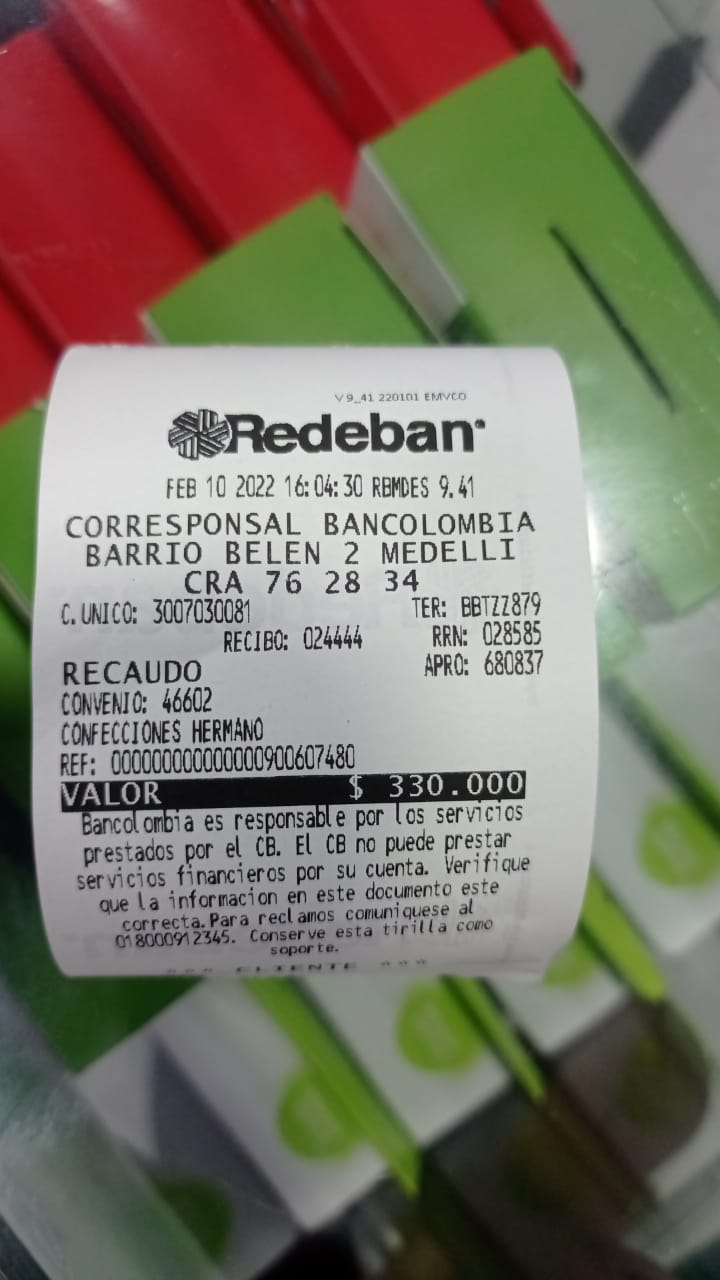 V9_41 220101 EMVCO
Redeban
FEB 10 2022 16:04:30 RBMDES 9.41
CORRESPONSAL BANCOLOMBIA
BARRIO BELEN 2 MEDELLI
CRA 76 28 34
C. UNICO: 3007030081 TER: BBTZZ879
RECIBO: 024444 RRN: 028585
RECAUDO APRO: 680837
CONVENIO: 46602
CONFECCIONES HERMANO
REF: 000000000000000900607480
VALOR $ 330.000
Bancolombia es responsable por los servicios
prestados por el CB. El CB no puede prestar
servicios financieros por su cuenta. Verifique
que la informacion en este documento este
correcta. Para reclamos comuniquese al
018000912345. Conserve esta tirilla como
soporte.
*** CLIENTE ***